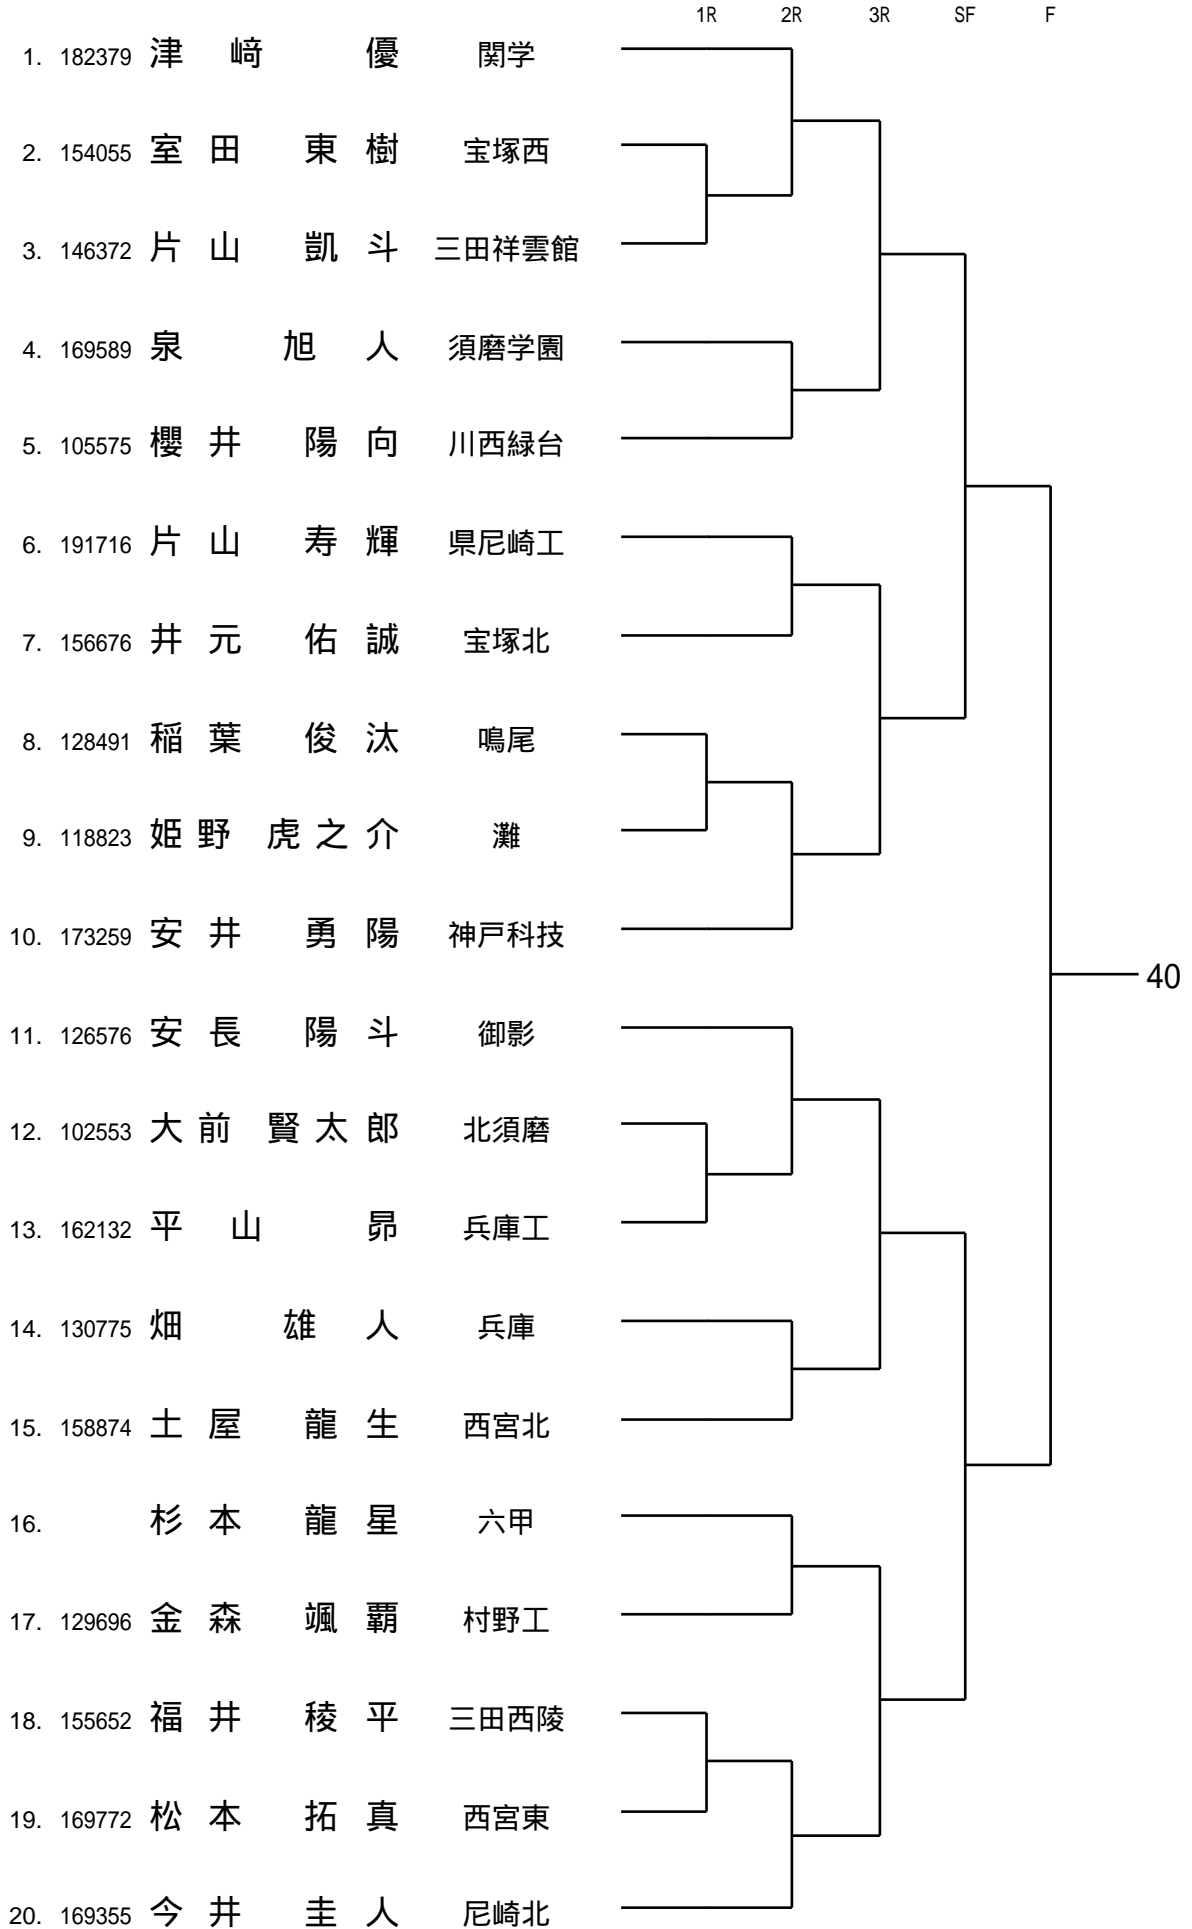 1R 2R 3R SF F
1. 182379 津﨑 優 関学
2. 154055 室田 東樹 宝塚西
3. 146372 片山 凱斗 三田祥雲館
4. 169589 泉 旭人 須磨学園
5. 105575 櫻井 陽向 川西緑台
6. 191716 片山 寿輝 県尼崎工
7. 156676 井元 佑誠 宝塚北
8. 128491 稲葉 俊汰 鳴尾
9. 118823 姫野 虎之介 灘
10. 173259 安井 勇陽 神戸科技
40
11. 126576 安長 陽斗 御影
12. 102553 大前 賢太郎 北須磨
13. 162132 平山 昴 兵庫工
14. 130775 畑 雄人 兵庫
15. 158874 土屋 龍生 西宮北
16. 杉本 龍星 六甲
17. 129696 金森 颯覇 村野工
18. 155652 福井 稜平 三田西陵
19. 169772 松本 拓真 西宮東
20. 169355 今井 圭人 尼崎北